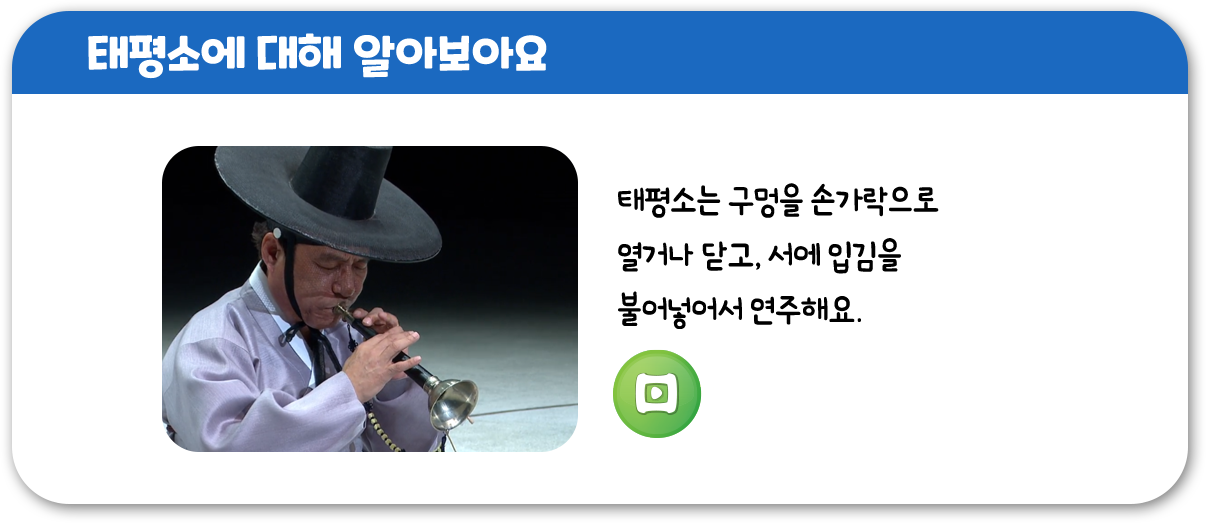 태평소에 대해 알아보아요
태평소는 구멍을 손가락으로
열거나 닫고, 서에 입김을
불어넣어서 연주해요.